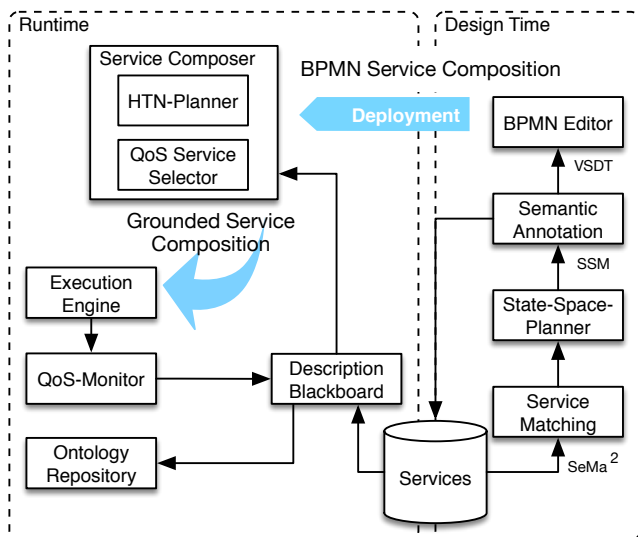 Runtime
Design Time
Service Composer
HTN-Planner
QoS Service
Selector
BPMN Service Composition
Deployment
BPMN Editor
VSDT
Semantic
Annotation
SSM
State-Space-
Planner
Service
Matching
SeMa 2
Grounded Service
Composition
Execution
Engine
QoS-Monitor
Description
Blackboard
Ontology
Repository
Services